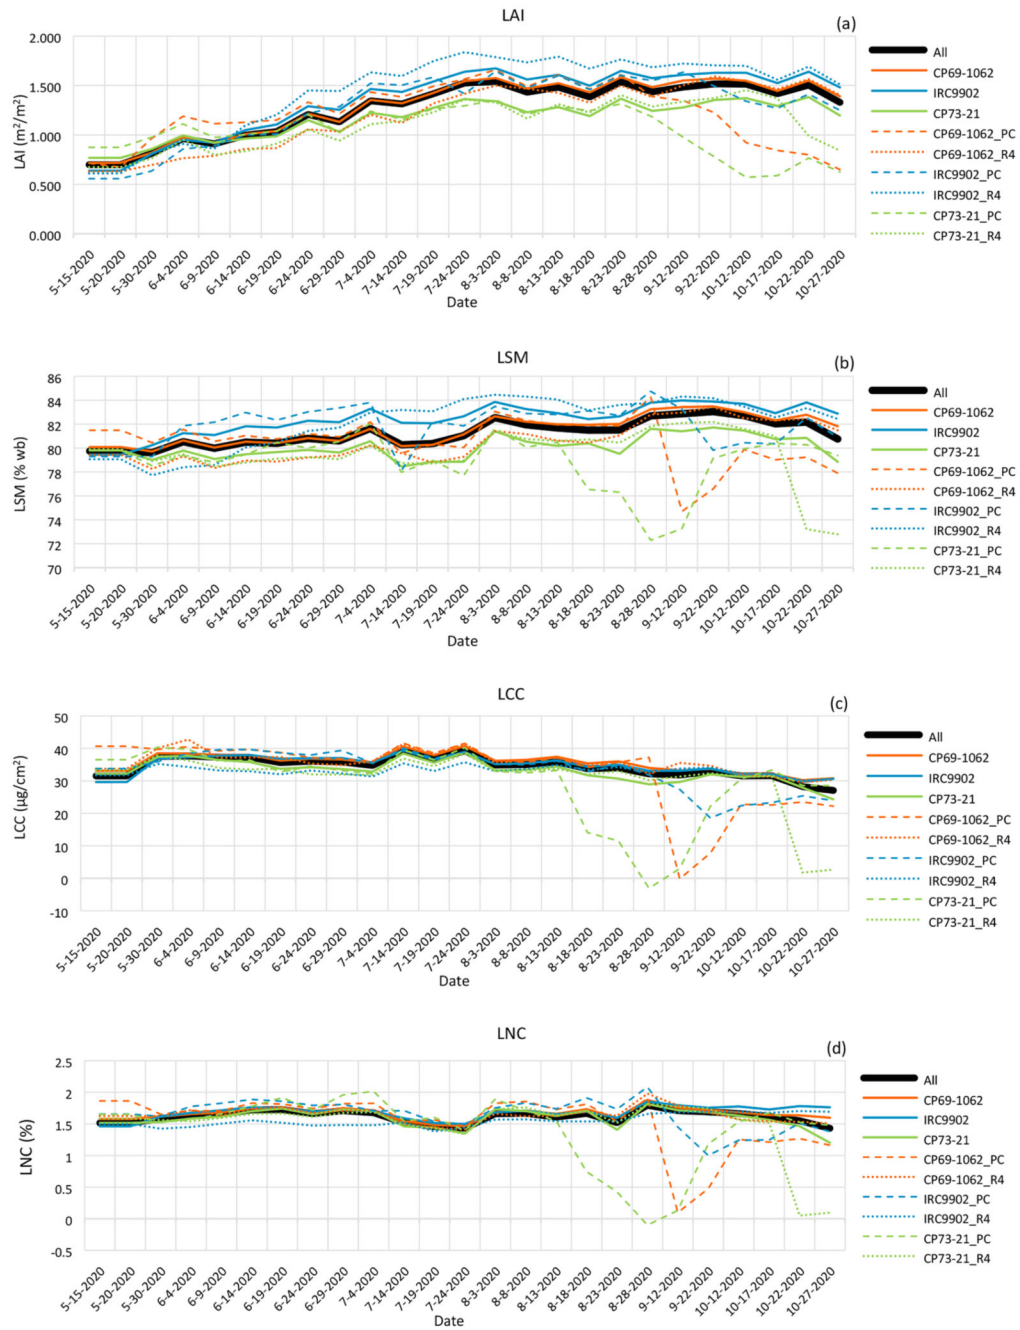 LAI
(a)
2.000
1.500
1.000
0.500
0.000
LAI (m²/m²)
5-15-2020
5-20-2020
5-30-2020
6-4-2020
6-9-2020
6-14-2020
6-19-2020
6-24-2020
6-29-2020
7-4-2020
7-14-2020
7-19-2020
7-24-2020
8-3-2020
8-8-2020
8-13-2020
8-18-2020
8-23-2020
8-28-2020
9-12-2020
9-22-2020
10-12-2020
10-17-2020
10-22-2020
10-27-2020
Date
All
CP69-1062
IRC9902
CP73-21
CP69-1062_PC
CP69-1062_R4
IRC9902_PC
IRC9902_R4
CP73-21_PC
CP73-21_R4
LSM
(b)
86
84
82
80
78
76
74
72
70
LSM (% wb)
5-15-2020
5-20-2020
5-30-2020
6-4-2020
6-9-2020
6-14-2020
6-19-2020
6-24-2020
6-29-2020
7-4-2020
7-14-2020
7-19-2020
7-24-2020
8-3-2020
8-8-2020
8-13-2020
8-18-2020
8-23-2020
8-28-2020
9-12-2020
9-22-2020
10-12-2020
10-17-2020
10-22-2020
10-27-2020
Date
All
CP69-1062
IRC9902
CP73-21
CP69-1062_PC
CP69-1062_R4
IRC9902_PC
IRC9902_R4
CP73-21_PC
CP73-21_R4
LCC
(c)
50
40
30
20
10
0
-10
LCC (µg/cm²)
5-15-2020
5-20-2020
5-30-2020
6-4-2020
6-9-2020
6-14-2020
6-19-2020
6-24-2020
6-29-2020
7-4-2020
7-14-2020
7-19-2020
7-24-2020
8-3-2020
8-8-2020
8-13-2020
8-18-2020
8-23-2020
8-28-2020
9-12-2020
9-22-2020
10-12-2020
10-17-2020
10-22-2020
10-27-2020
Date
All
CP69-1062
IRC9902
CP73-21
CP69-1062_PC
CP69-1062_R4
IRC9902_PC
IRC9902_R4
CP73-21_PC
CP73-21_R4
LNC
(d)
2.5
2
1.5
1
0.5
0
-0.5
LNC (%)
5-15-2020
5-20-2020
5-30-2020
6-4-2020
6-9-2020
6-14-2020
6-19-2020
6-24-2020
6-29-2020
7-4-2020
7-14-2020
7-19-2020
7-24-2020
8-3-2020
8-8-2020
8-13-2020
8-18-2020
8-23-2020
8-28-2020
9-12-2020
9-22-2020
10-12-2020
10-17-2020
10-22-2020
10-27-2020
Date
All
CP69-1062
IRC9902
CP73-21
CP69-1062_PC
CP69-1062_R4
IRC9902_PC
IRC9902_R4
CP73-21_PC
CP73-21_R4